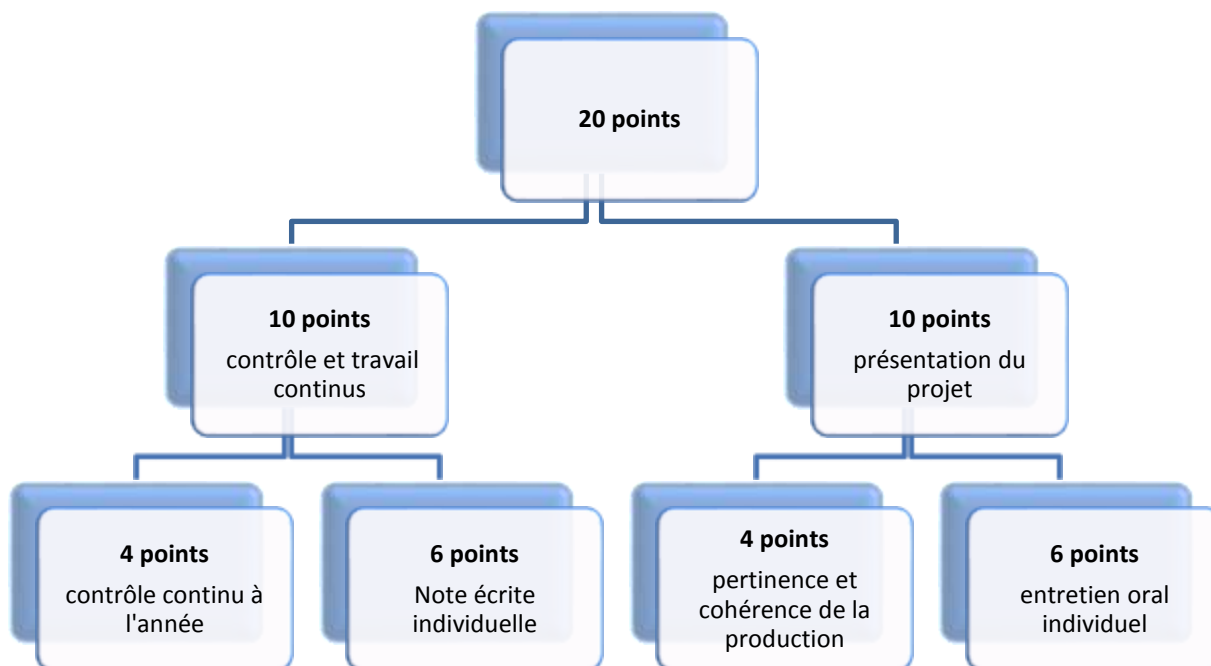 20 points
10 points
contrôle et travail
continus
10 points
présentation du
projet
4 points
contrôle continu à
l'année
6 points
Note écrite
individuelle
4 points
pertinence et
cohérence de la
production
6 points
entretien oral
individuel